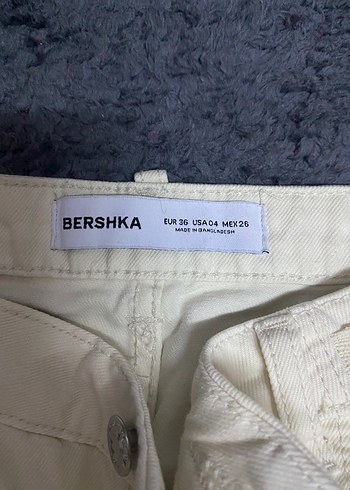 BERSHKA
EUR 36 USA 04 MEX 26
MADE IN BANGLADESH